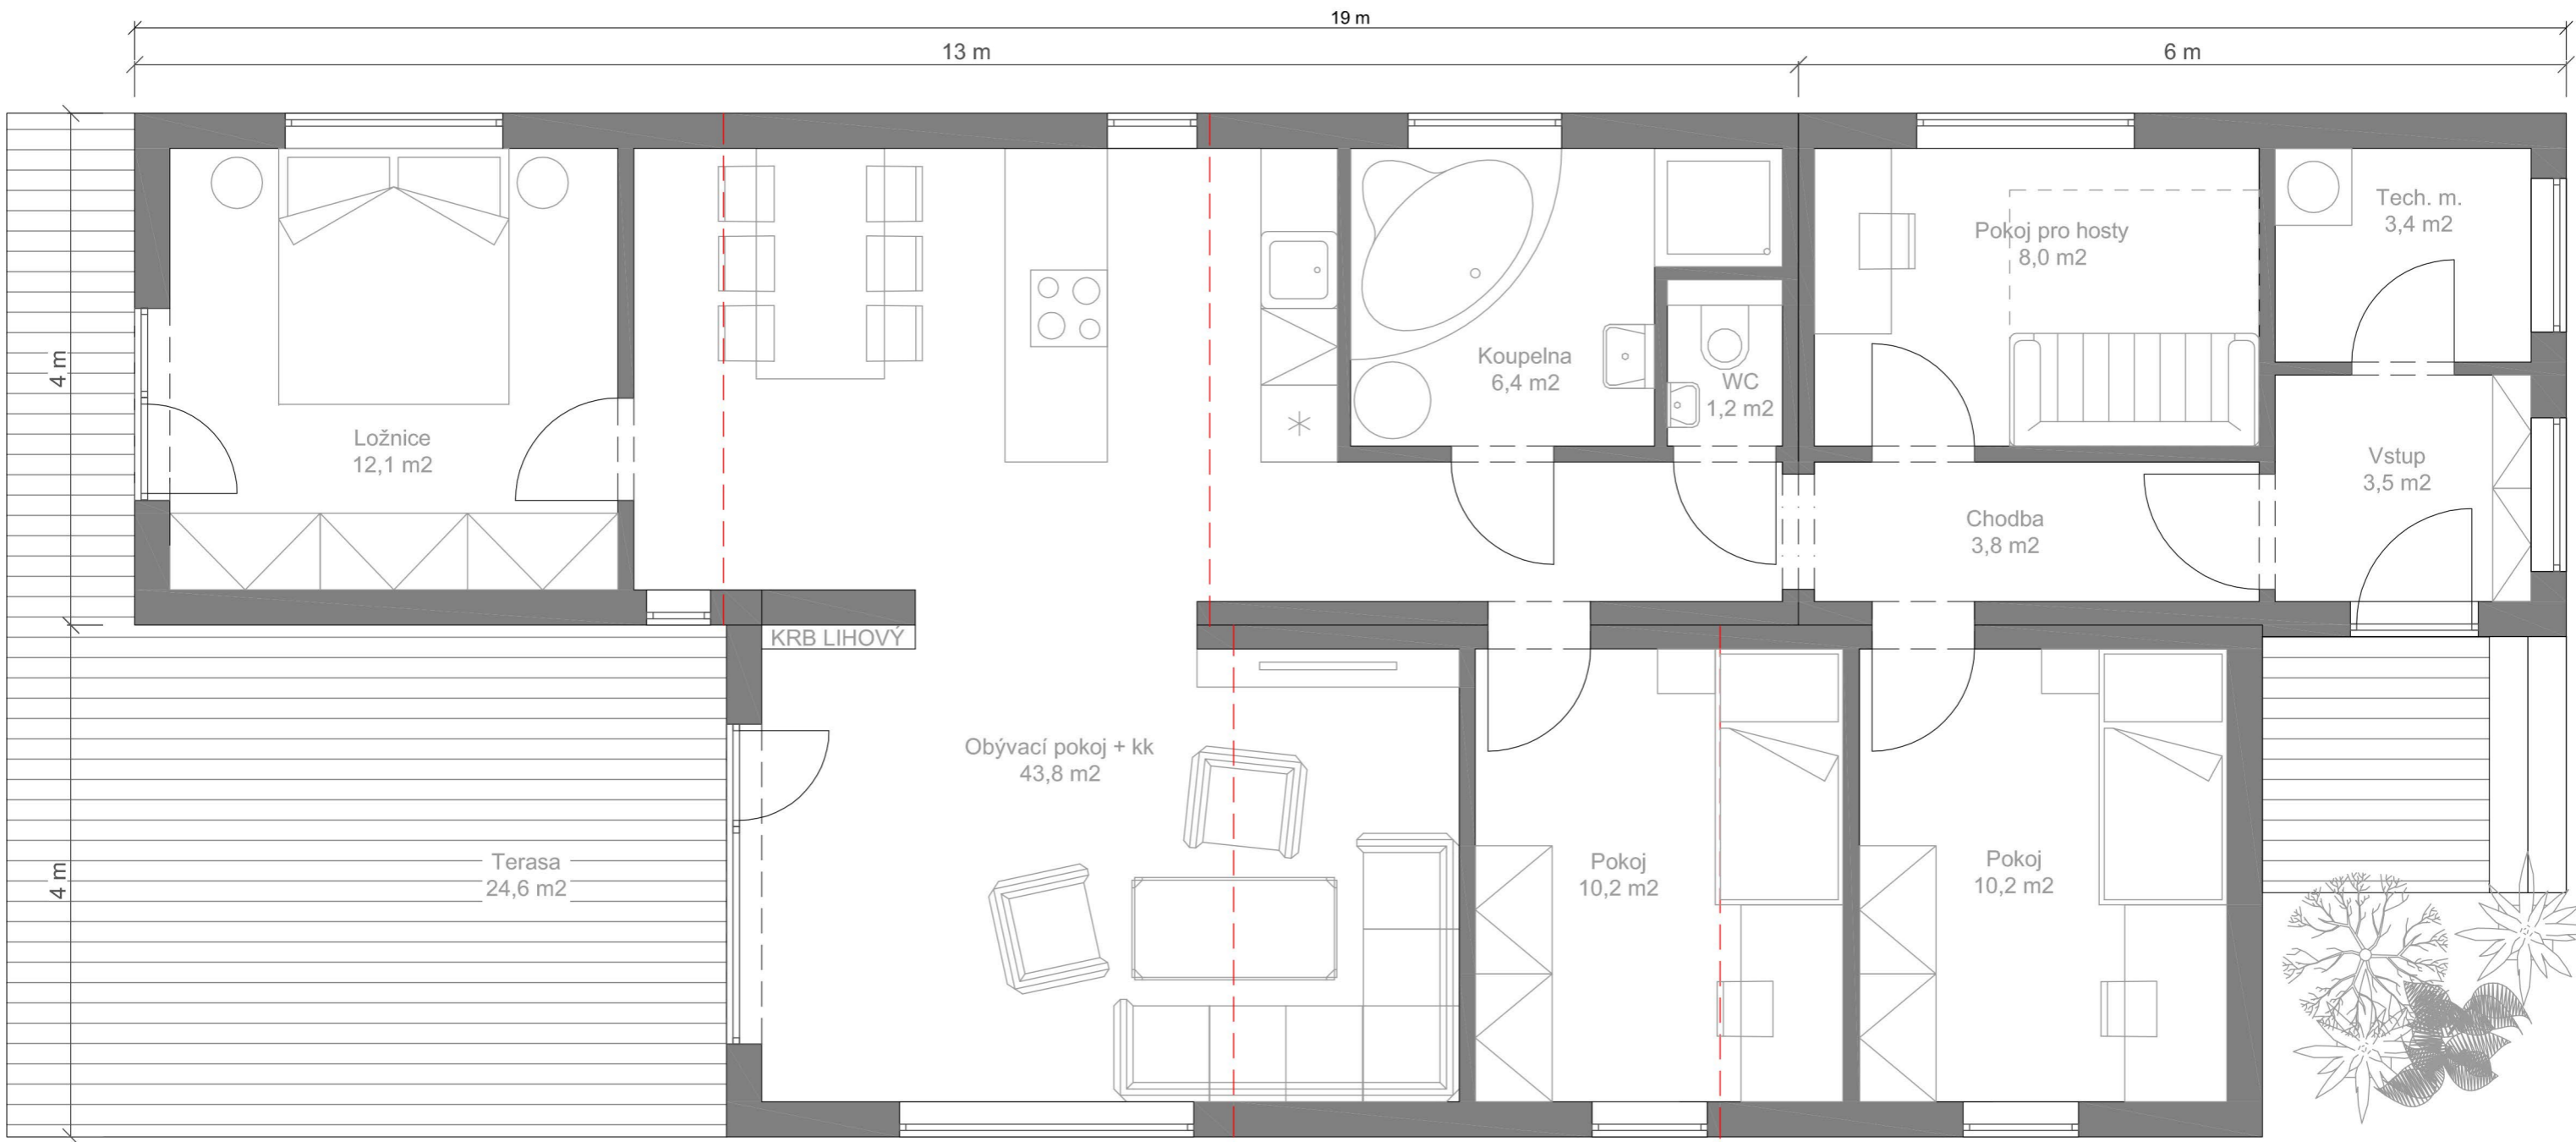 19 m
13 m
6 m
4 m
4 m
Ložnice
12,1 m2
Koupelna
6,4 m2
WC
1,2 m2
Pokoj pro hosty
8,0 m2
Tech. m.
3,4 m2
Vstup
3,5 m2
Chodba
3,8 m2
KRB LIHOVÝ
Obývací pokoj + kk
43,8 m2
Terasa
24,6 m2
Pokoj
10,2 m2
Pokoj
10,2 m2